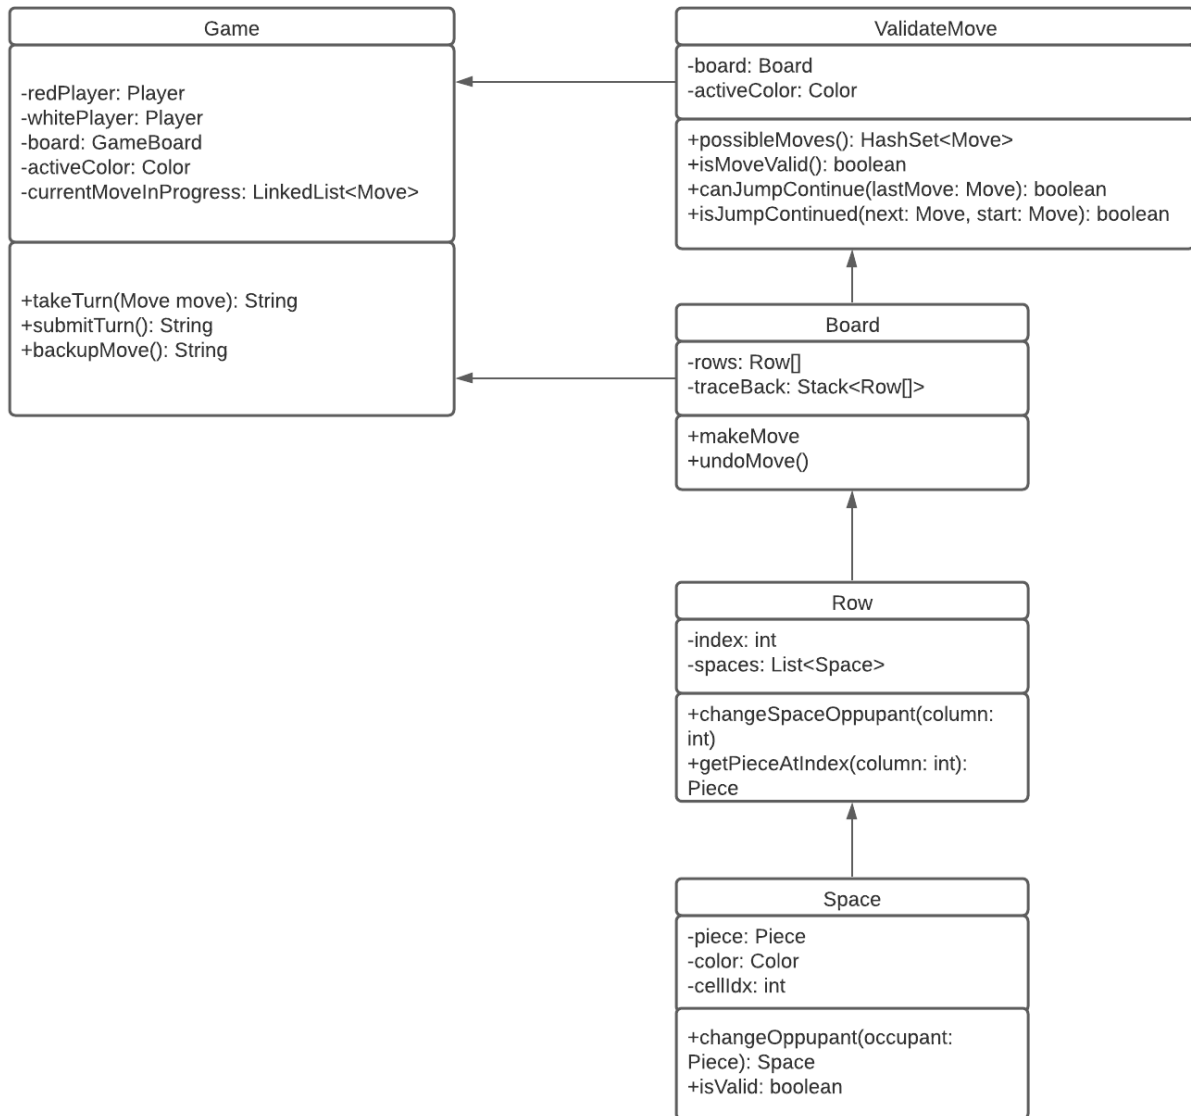 Game
-redPlayer: Player
-whitePlayer: Player
-board: GameBoard
-activeColor: Color
-currentMoveInProgress: LinkedList<Move>
+takeTurn(Move move): String
+submitTurn(): String
+backupMove(): String
ValidateMove
-board: Board
-activeColor: Color
+possibleMoves(): HashSet<Move>
+isMoveValid(): boolean
+canJumpContinue(lastMove: Move): boolean
+isJumpContinued(next: Move, start: Move): boolean
Board
-rows: Row[]
-traceBack: Stack<Row[]>
+makeMove
+undoMove()
Row
-index: int
-spaces: List<Space>
+changeSpaceOppupant(column:
int)
+getPieceAtIndex(column: int):
Piece
Space
-piece: Piece
-color: Color
-cellIdx: int
+changeOppupant(occupant:
Piece): Space
+isValid: boolean